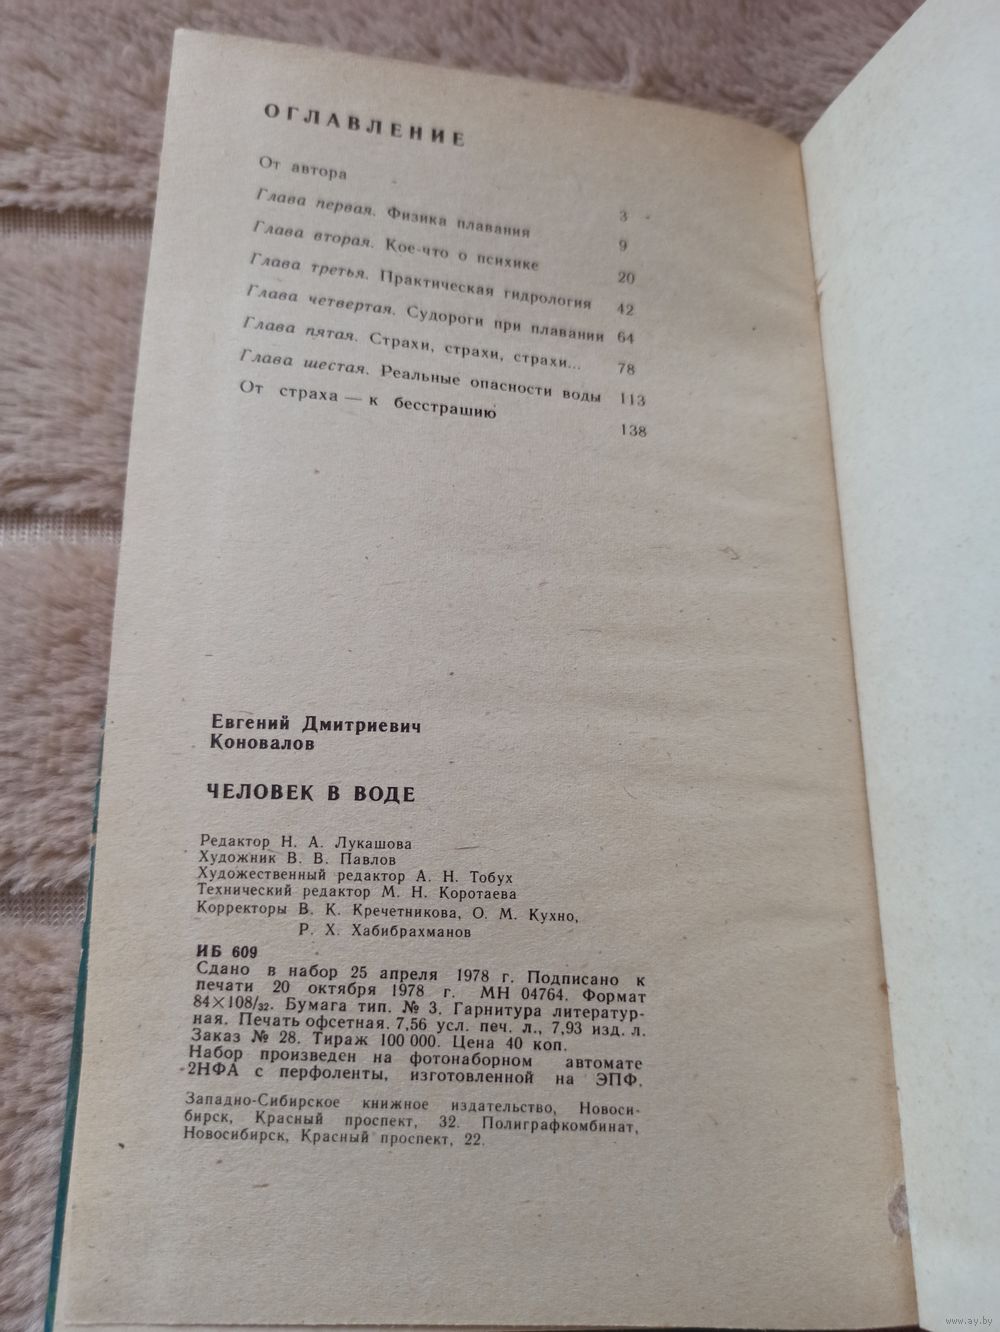 ОГЛАВЛЕНИЕ
От автора 3
Глава первая. Физика плавания 9
Глава вторая. Кое-что о психике 20
Глава третья. Практическая гидрология 42
Глава четвертая. Судороги при плавании 64
Глава пятая. Страхи, страхи, страхи... 78
Глава шестая. Реальные опасности воды 113
От страха — к бесстрашию 138
Евгений Дмитриевич
Коновалов
ЧЕЛОВЕК В ВОДЕ
Редактор Н. А. Лукашова
Художник В. В. Павлов
Художественный редактор А. Н. Тобух
Технический редактор М. Н. Коротаева
Корректоры В. К. Кречетникова, О. М. Кухно,
Р. Х. Хабибрахманов
ИБ 609
Сдано в набор 25 апреля 1978 г. Подписано к
печати 20 октября 1978 г. МН 04764. Формат
84×108/32. Бумага тип. № 3. Гарнитура литератур-
ная. Печать офсетная. 7,56 усл. печ. л., 7,93 изд. л.
Заказ № 28. Тираж 100 000. Цена 40 коп.
Набор произведен на фотонаборном автомате
2НФА с перфоленты, изготовленной на ЭПФ.
Западно-Сибирское книжное издательство, Новоси-
бирск, Красный проспект, 32. Полиграфкомбинат,
Новосибирск, Красный проспект, 22.
www.ay.by